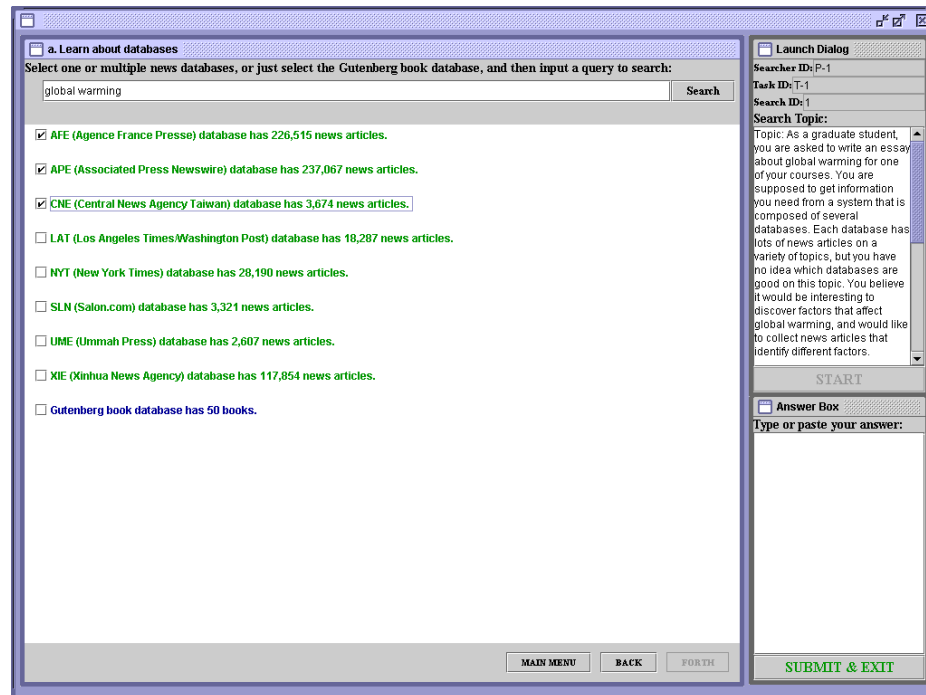 a. Learn about databases
Select one or multiple news databases, or just select the Gutenberg book database, and then input a query to search:
global warming
Search
AFE (Agence France Presse) database has 226,515 news articles.
APE (Associated Press Newswire) database has 237,067 news articles.
CNE (Central News Agency Taiwan) database has 3,674 news articles.
LAT (Los Angeles Times/Washington Post) database has 18,287 news articles.
NYT (New York Times) database has 28,190 news articles.
SLN (Salon.com) database has 3,321 news articles.
UME (Ummah Press) database has 2,607 news articles.
XIE (Xinhua News Agency) database has 117,854 news articles.
Gutenberg book database has 50 books.
MAIN MENU
BACK
FORTH
Launch Dialog
Searcher ID: P-1
Task ID: T-1
Search ID: 1
Search Topic:
Topic: As a graduate student,
you are asked to write an essay
about global warming for one
of your courses. You are
supposed to get information
you need from a system that is
composed of several
databases. Each database has
lots of news articles on a
variety of topics, but you have
no idea which databases are
good on this topic. You believe
it would be interesting to
discover factors that affect
global warming, and would like
to collect news articles that
identify different factors.
START
Answer Box
Type or paste your answer:
SUBMIT & EXIT